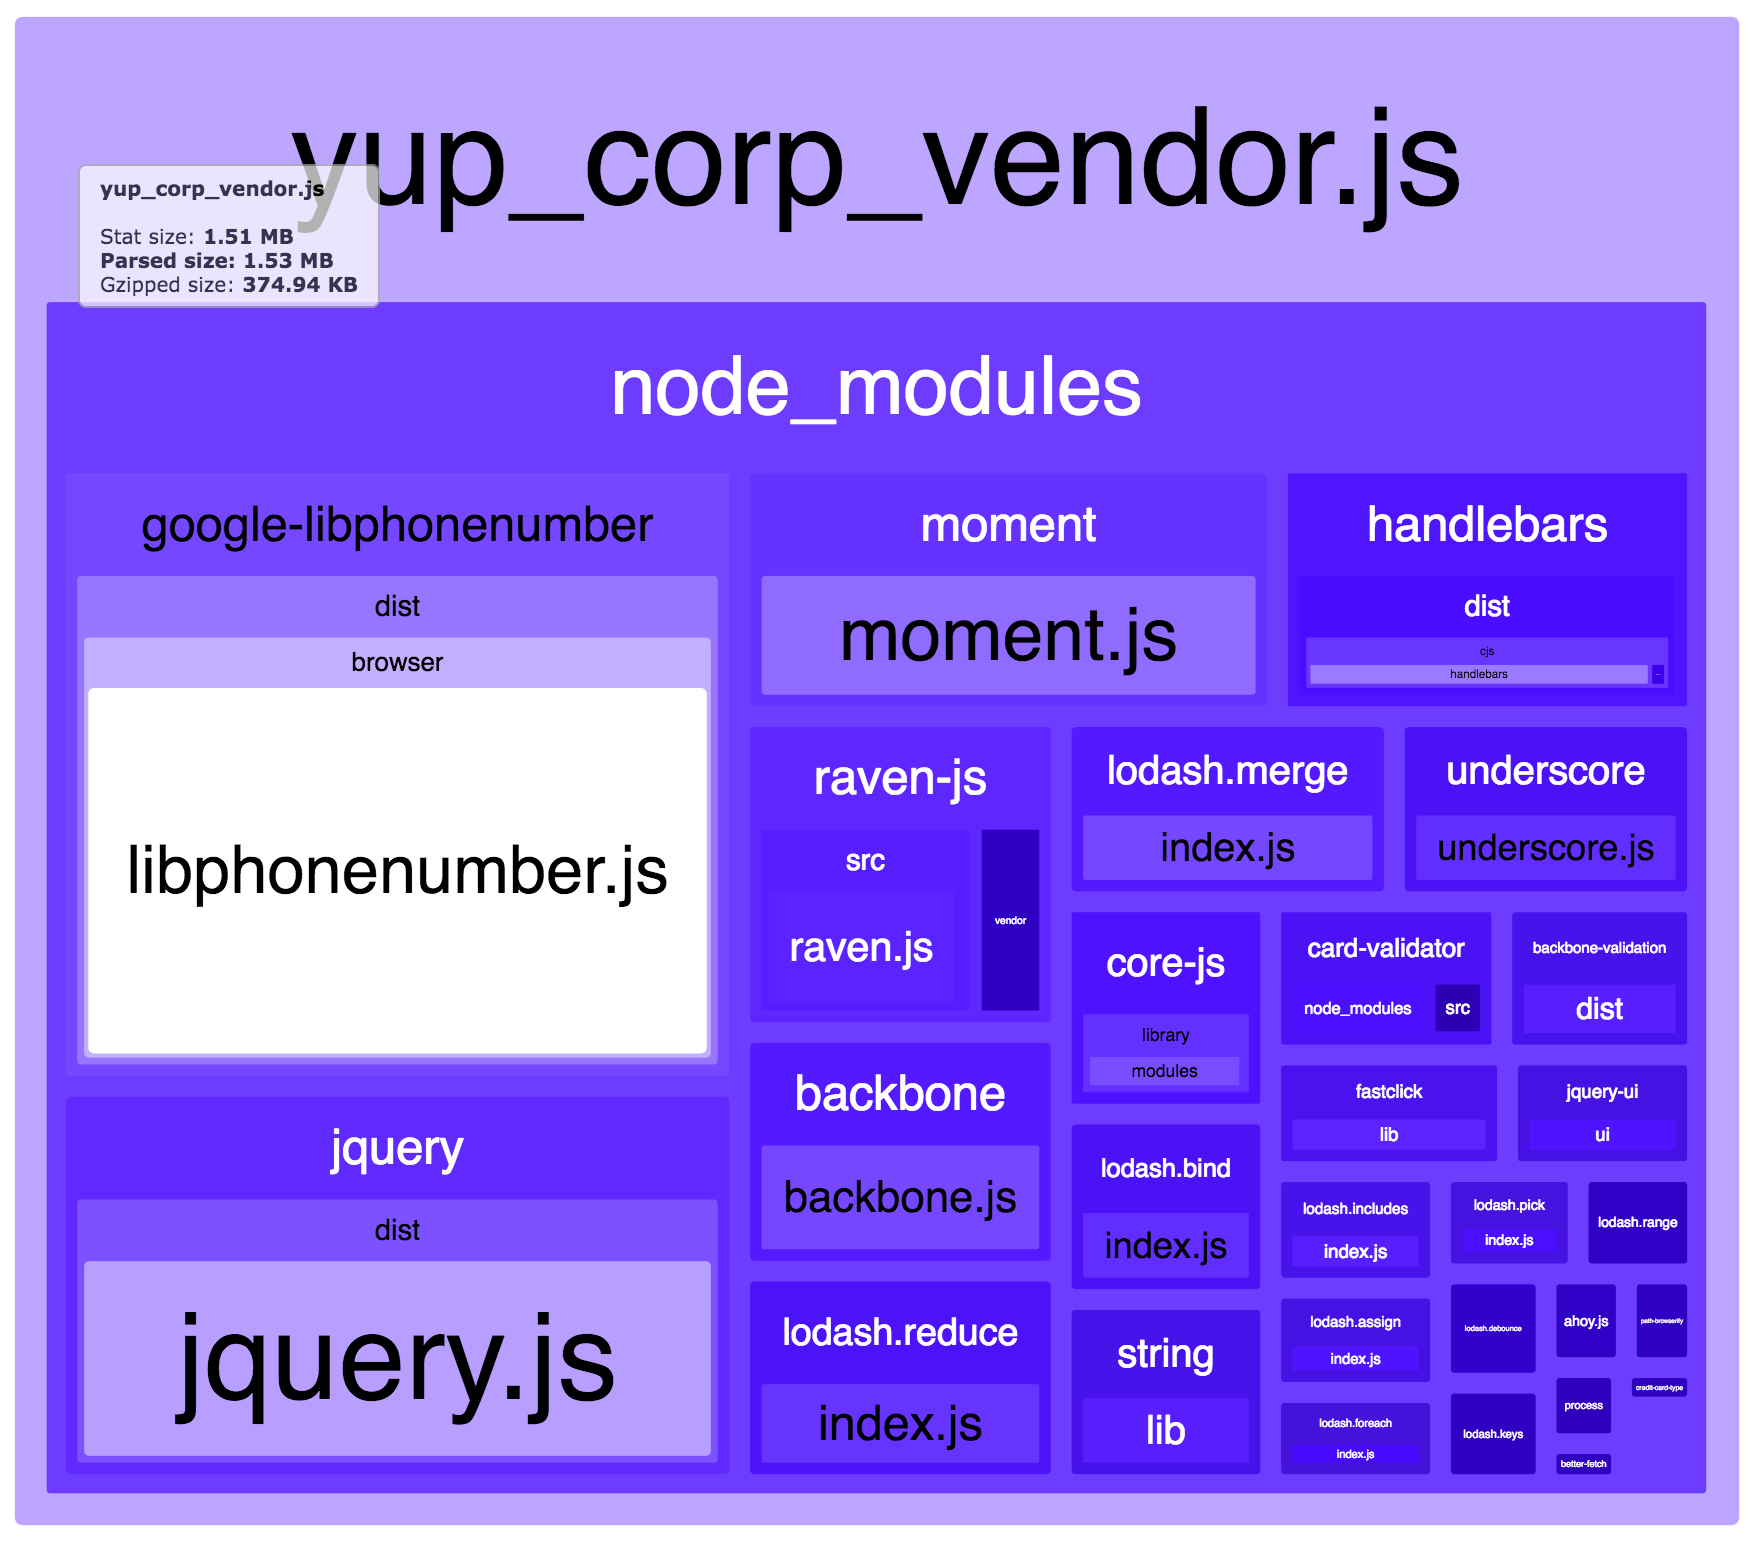 yup_corp_vendor.js
yup_corp_vendor.js
Stat size: 1.51 MB
Parsed size: 1.53 MB
Gzipped size: 374.94 KB
node_modules
google-libphonenumber
dist
browser
libphonenumber.js
jquery
dist
jquery.js
moment
moment.js
handlebars
dist
cjs
handlebars
...
raven-js
src
raven.js
vendor
backbone
backbone.js
lodash.reduce
index.js
lodash.merge
index.js
underscore
underscore.js
core-js
library
modules
lodash.bind
index.js
string
lib
card-validator
node_modules
src
backbone-validation
dist
fastclick
lib
jquery-ui
ui
lodash.includes
index.js
lodash.assign
index.js
lodash.foreach
index.js
lodash.pick
index.js
lodash.range
lodash.debounce
lodash.keys
ahoy.js
path-browserify
process
credit-card-type
better-fetch